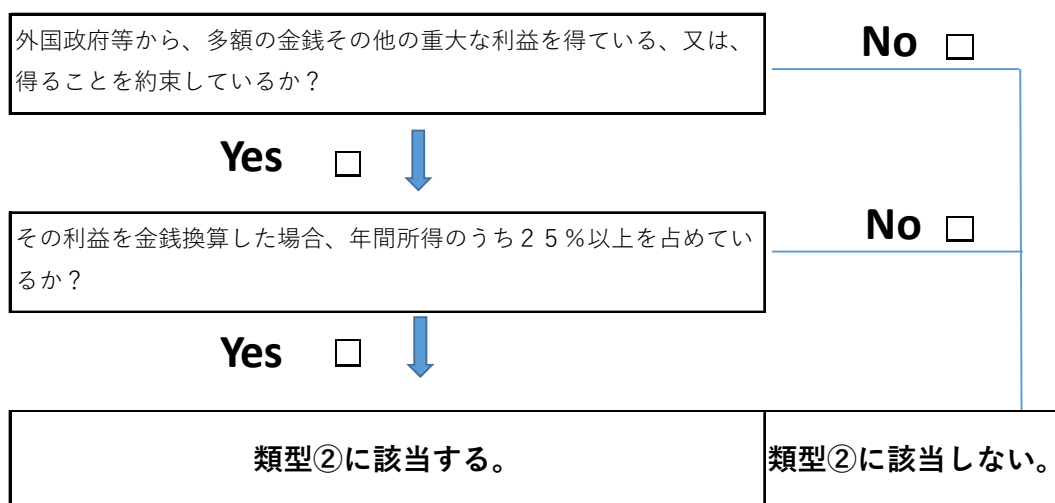 外国政府等から、多額の金銭その他の重大な利益を得ている、又は、
得ることを約束しているか？
No □
Yes □
その利益を金銭換算した場合、年間所得のうち２５％以上を占めてい
るか？
No □
Yes □
類型②に該当する。
類型②に該当しない。